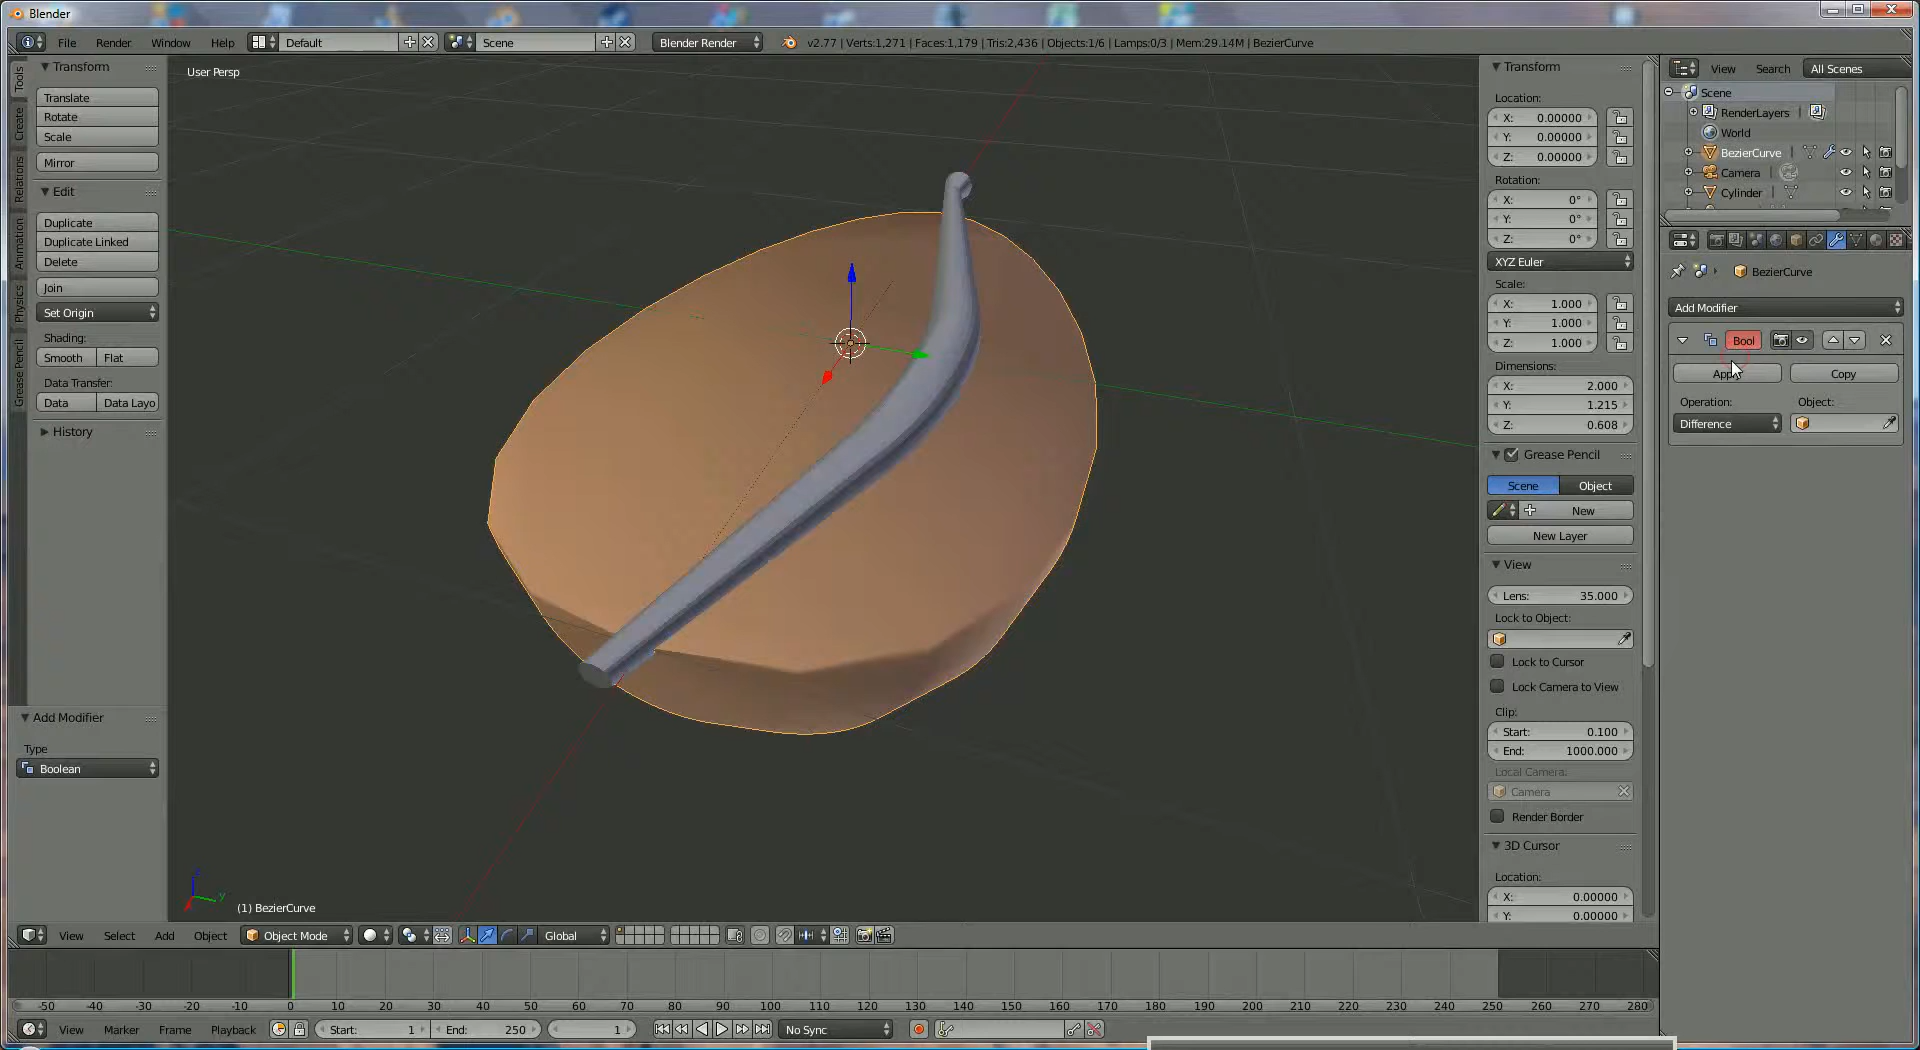 Blender
File Render Window Help Default Scene Blender Render v2.77 | Verts:1,271 | Faces:1,179 | Tris:2,436 | Objects:1/6 | Lamps:0/3 | Mem:29.14M | BezierCurve
Tools
Create
Relations
Animation
Physics
Grease Pencil
Transform
Translate
Rotate
Scale
Mirror
Edit
Duplicate
Duplicate Linked
Delete
Join
Set Origin
Shading:
Smooth Flat
Data Transfer:
Data Data Layo
History
Add Modifier
Type
Boolean
User Persp
(1) BezierCurve
Transform
Location:
X: 0.00000
Y: 0.00000
Z: 0.00000
Rotation:
X: 0°
Y: 0°
Z: 0°
XYZ Euler
Scale:
X: 1.000
Y: 1.000
Z: 1.000
Dimensions:
X: 2.000
Y: 1.215
Z: 0.608
Grease Pencil
Scene Object
New
New Layer
View
Lens: 35.000
Lock to Object:
Lock to Cursor
Lock Camera to View
Clip:
Start: 0.100
End: 1000.000
Local Camera:
Camera
Render Border
3D Cursor
Location:
X: 0.00000
Y: 0.00000
View Search All Scenes
Scene
RenderLayers
World
BezierCurve
Camera
Cylinder
BezierCurve
Add Modifier
Bool
Apply Copy
Operation: Object:
Difference
View Select Add Object Object Mode Global
-50 -40 -30 -20 -10 0 10 20 30 40 50 60 70 80 90 100 110 120 130 140 150 160 170 180 190 200 210 220 230 240 250 260 270 280
View Marker Frame Playback Start: 1 End: 250 1 No Sync